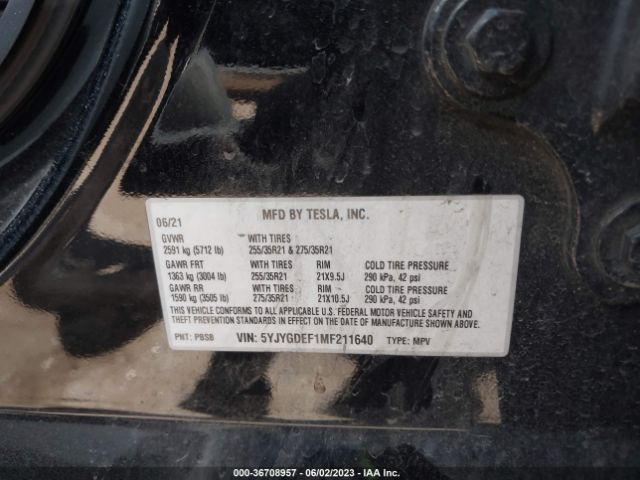 06/21 MFD BY TESLA, INC.
GVWR WITH TIRES
2591 kg (5712 lb) 255/35R21 & 275/35R21
GAWR FRT WITH TIRES RIM COLD TIRE PRESSURE
1363 kg (3004 lb) 255/35R21 21X9.5J 290 kPa, 42 psi
GAWR RR WITH TIRES RIM COLD TIRE PRESSURE
1590 kg (3505 lb) 275/35R21 21X10.5J 290 kPa, 42 psi
THIS VEHICLE CONFORMS TO ALL APPLICABLE U.S. FEDERAL MOTOR VEHICLE SAFETY AND
THEFT PREVENTION STANDARDS IN EFFECT ON THE DATE OF MANUFACTURE SHOWN ABOVE.
PNT: PBSB VIN: 5YJYGDEF1MF211640 TYPE: MPV
000-36708957 - 06/02/2023 - IAA Inc.